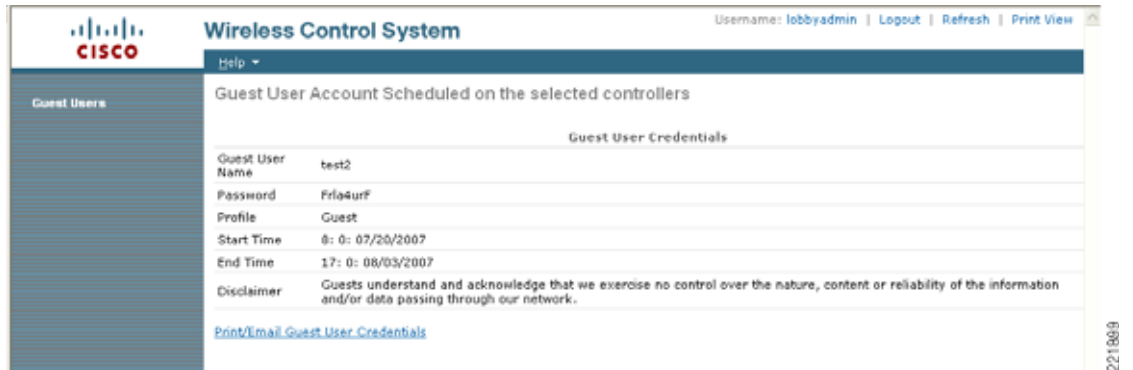 CISCO
Wireless Control System
Username: lobbyadmin | Logout | Refresh | Print View
Help
Guest Users
Guest User Account Scheduled on the selected controllers
Guest User Credentials
Guest User
Name
test2
Password Frla4urF
Profile Guest
Start Time 8: 0: 07/20/2007
End Time 17: 0: 08/03/2007
Disclaimer
Guests understand and acknowledge that we exercise no control over the nature, content or reliability of the information
and/or data passing through our network.
Print/Email Guest User Credentials
221899